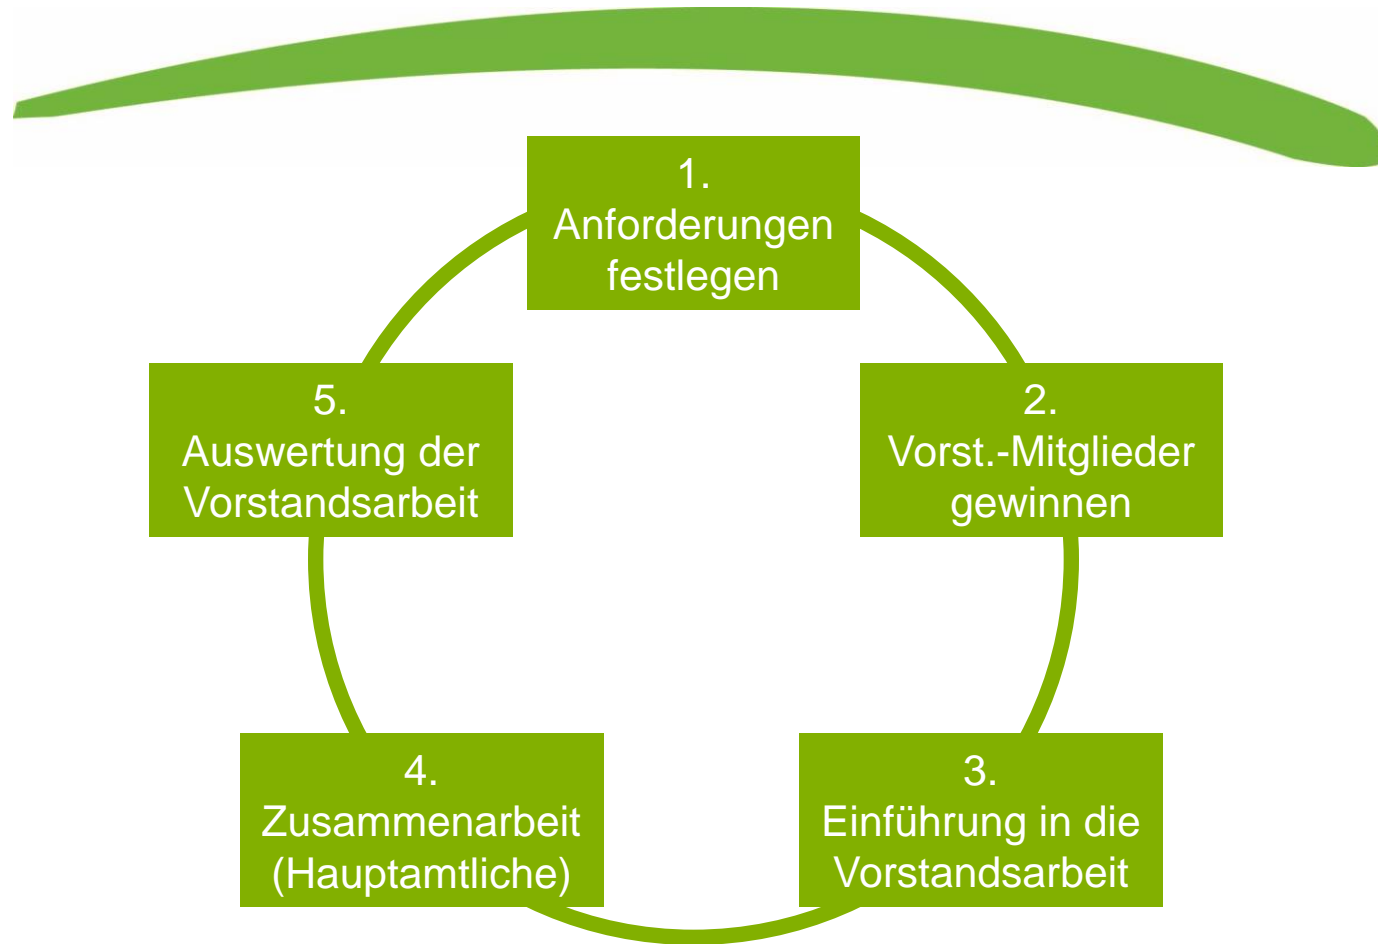 1.
Anforderungen
festlegen
2.
Vorst.-Mitglieder
gewinnen
3.
Einführung in die
Vorstandsarbeit
4.
Zusammenarbeit
(Hauptamtliche)
5.
Auswertung der
Vorstandsarbeit